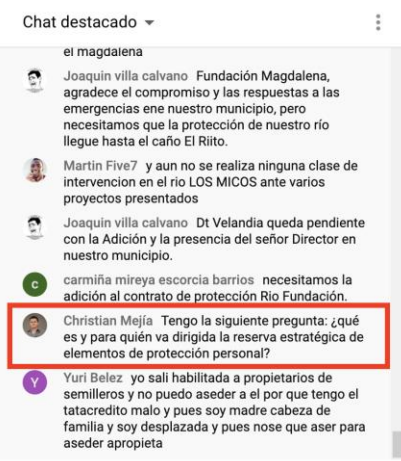 Chat destacado
el magdalena
Joaquin villa calvano Fundación Magdalena,
agradece el compromiso y las respuestas a las
emergencias ene nuestro municipio, pero
necesitamos que la protección de nuestro río
llegue hasta el caño El Riito.
Martin Five7 y aun no se realiza ninguna clase de
intervencion en el rio LOS MICOS ante varios
proyectos presentados
Joaquin villa calvano Dt Velandia queda pendiente
con la Adición y la presencia del señor Director en
nuestro municipio.
C carmiña mireya escorcia barrios necesitamos la
adición al contrato de protección Rio Fundación.
Christian Mejía Tengo la siguiente pregunta: ¿qué
es y para quién va dirigida la reserva estratégica de
elementos de protección personal?
Y Yuri Belez yo sali habilitada a propietarios de
semilleros y no puedo aseder a el por que tengo el
tatacredito malo y pues soy madre cabeza de
familia y soy desplazada y pues nose que aser para
aseder apropieta